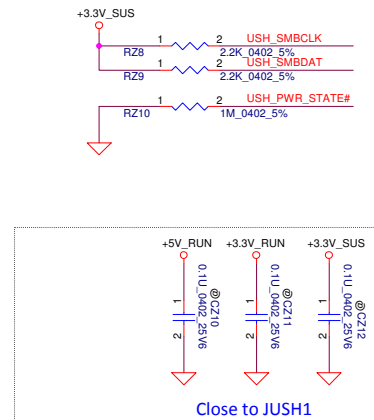 +3.3V_SUS
1 2 USH_SMBCLK
RZ8 2.2K_0402_5%
1 2 USH_SMBDAT
RZ9 2.2K_0402_5%
1 2 USH_PWR_STATE#
RZ10 1M_0402_5%
+5V_RUN +3.3V_RUN +3.3V_SUS
1 2 0.1U_0402_25V6 @CZ10
1 2 0.1U_0402_25V6 @CZ11
1 2 0.1U_0402_25V6 @CZ12
Close to JUSH1